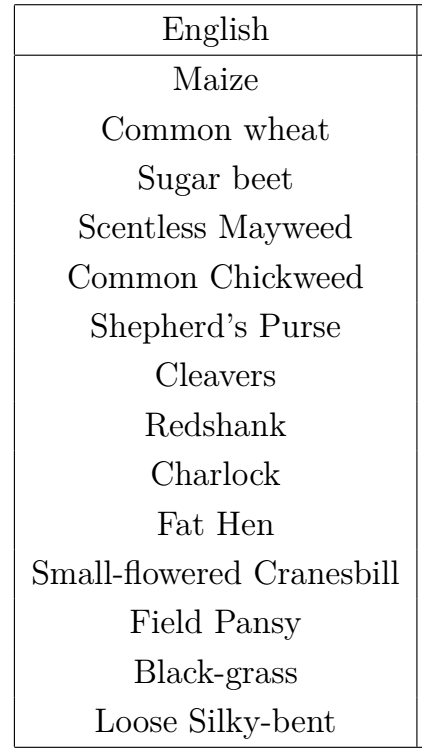 English
Maize
Common wheat
Sugar beet
Scentless Mayweed
Common Chickweed
Shepherd's Purse
Cleavers
Redshank
Charlock
Fat Hen
Small-flowered Cranesbill
Field Pansy
Black-grass
Loose Silky-bent